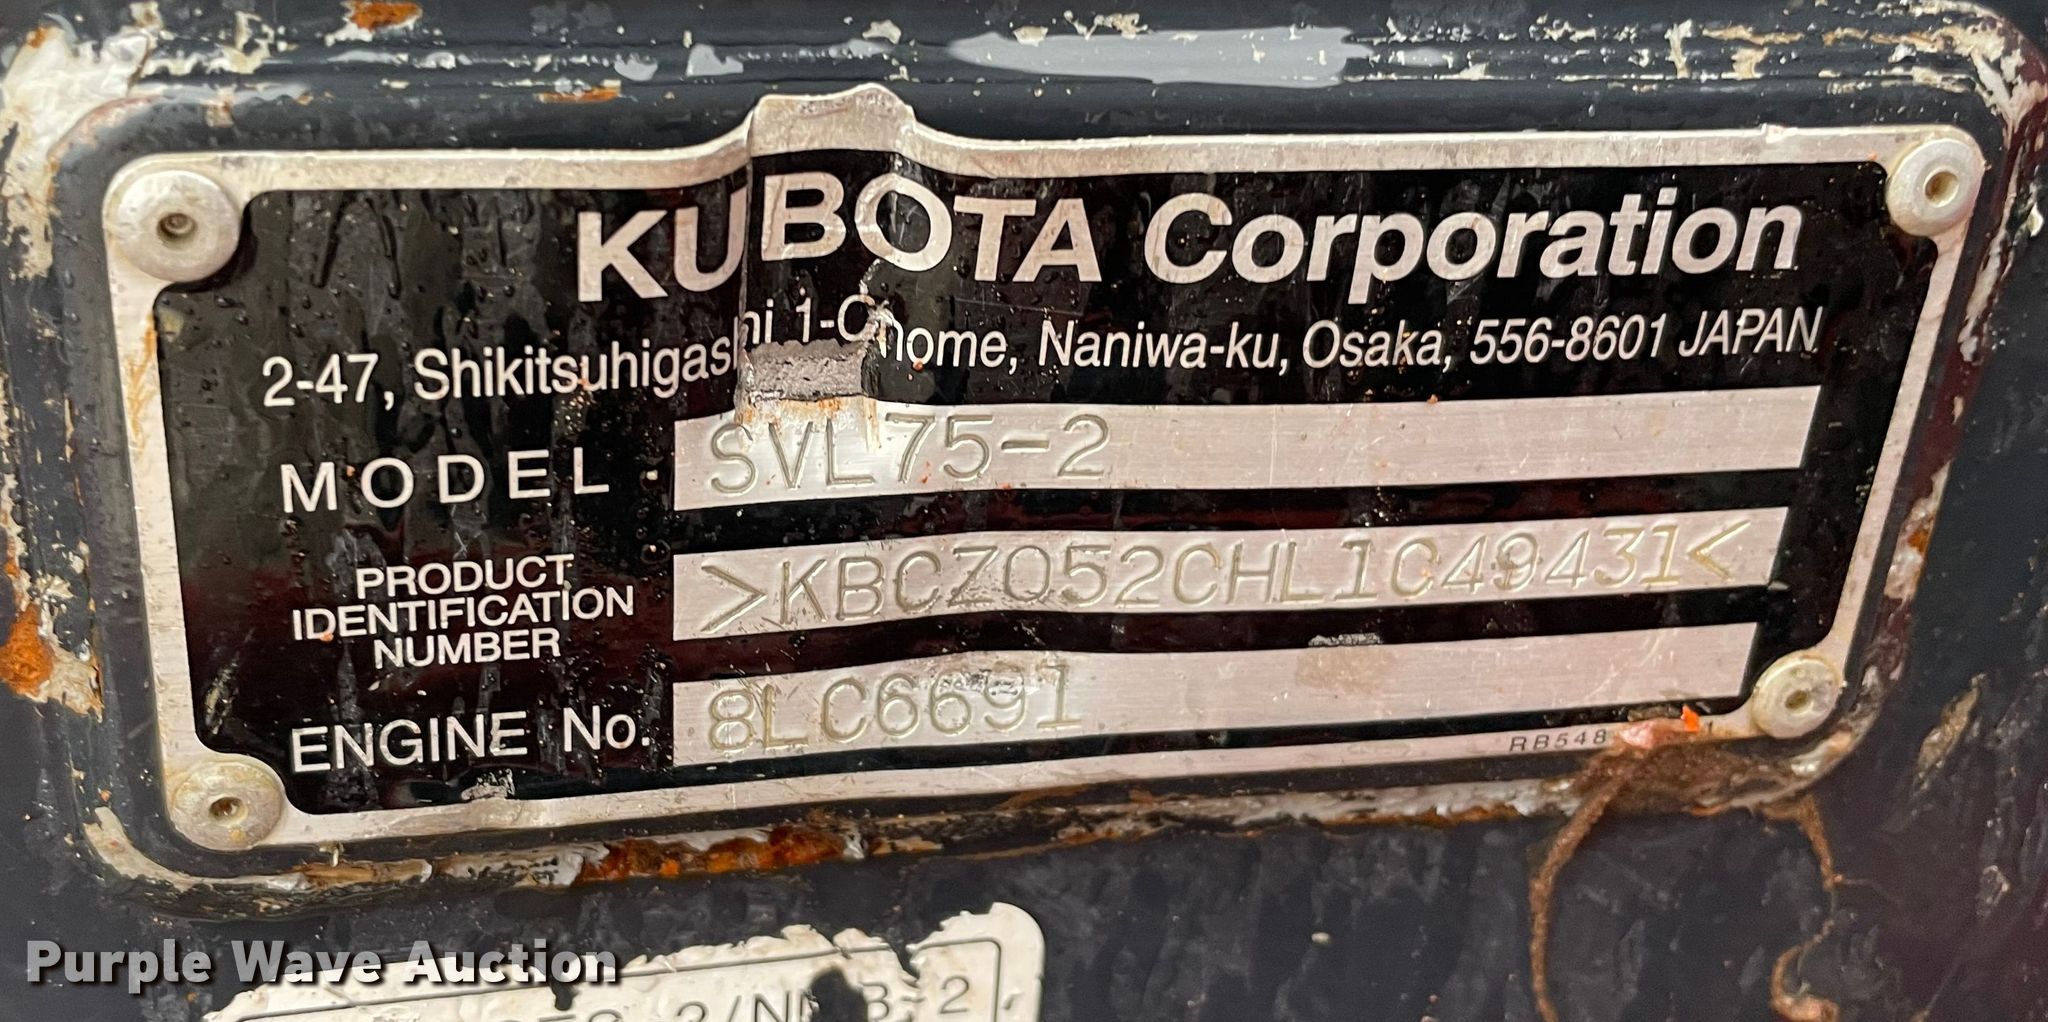 KUBOTA Corporation
2-47, Shikitsuhigashi 1-Chome, Naniwa-ku, Osaka, 556-8601 JAPAN
MODEL SVL75-2
PRODUCT
IDENTIFICATION
NUMBER
>KBCZ052CHL1C49431<
ENGINE No. 8LC6691
RB548
Purple Wave Auction